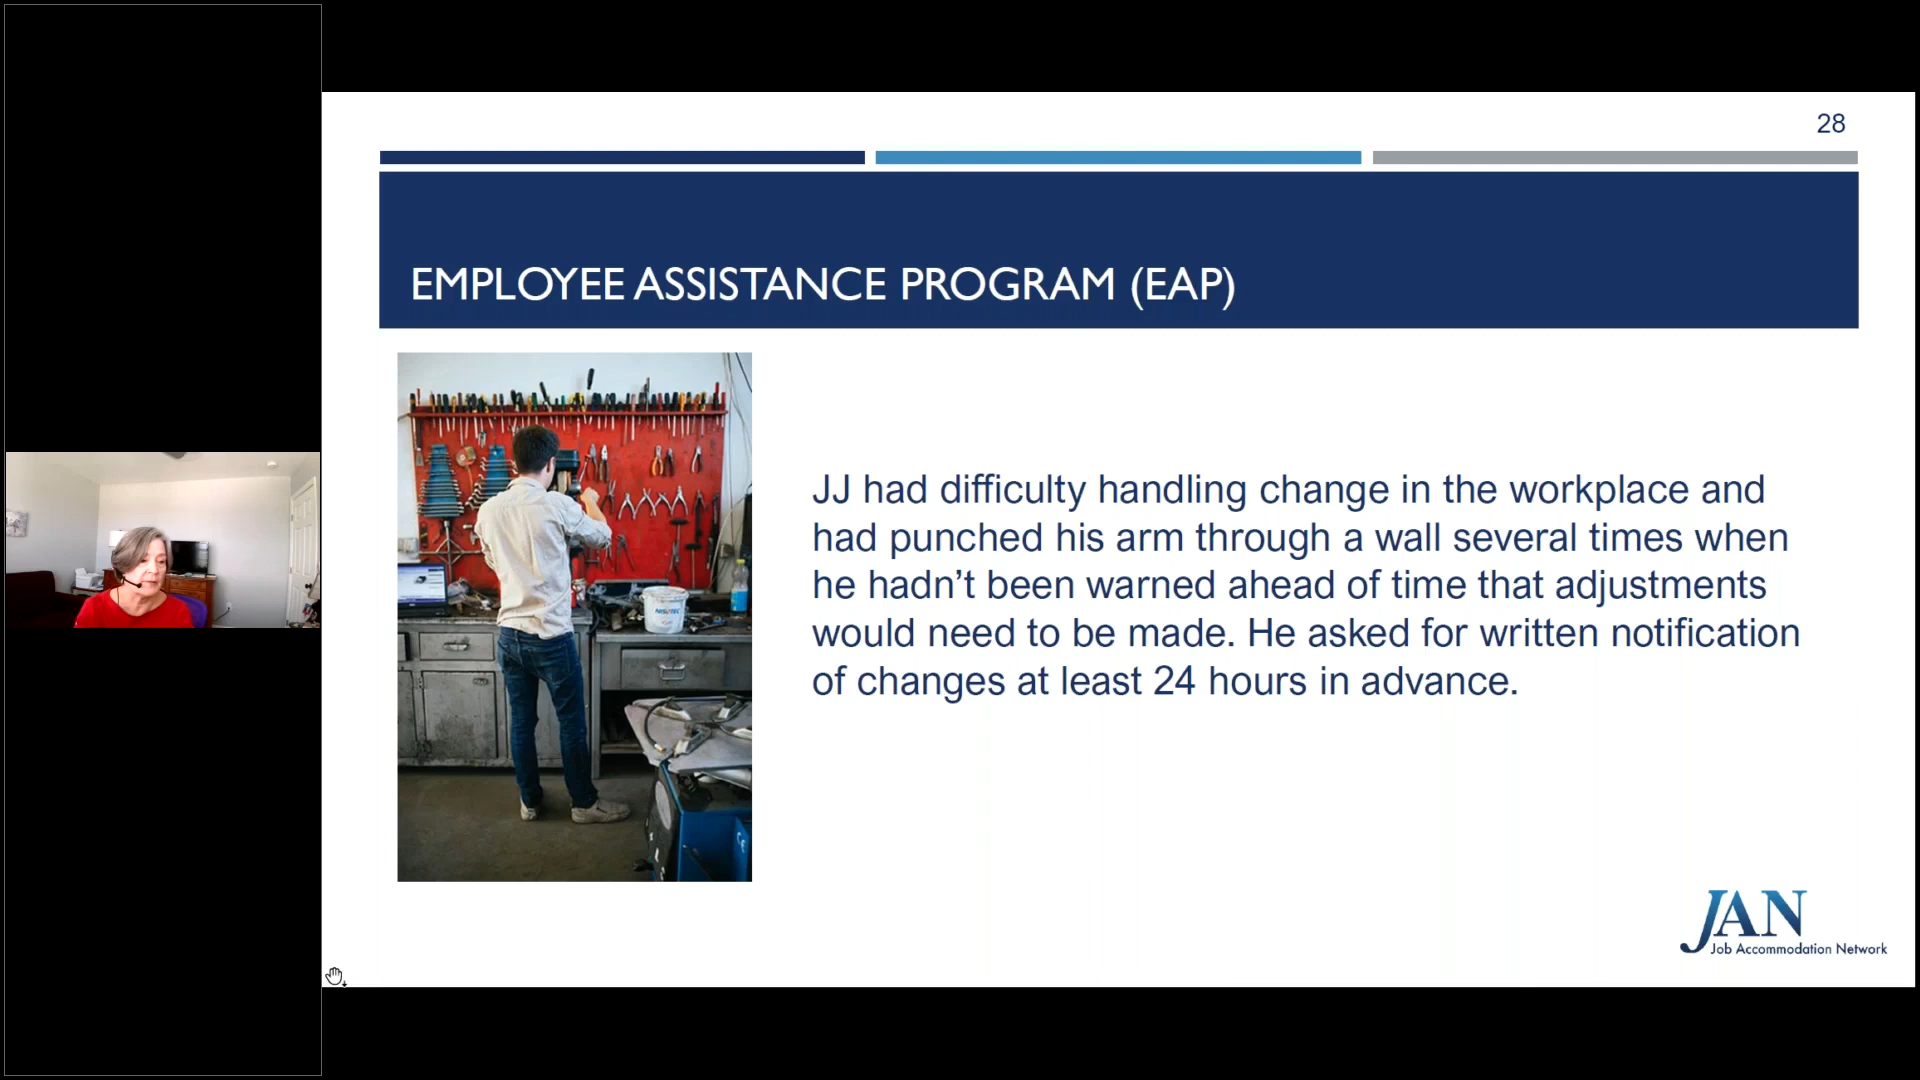 28
EMPLOYEE ASSISTANCE PROGRAM (EAP)
JJ had difficulty handling change in the workplace and
had punched his arm through a wall several times when
he hadn’t been warned ahead of time that adjustments
would need to be made. He asked for written notification
of changes at least 24 hours in advance.
JAN
Job Accommodation Network